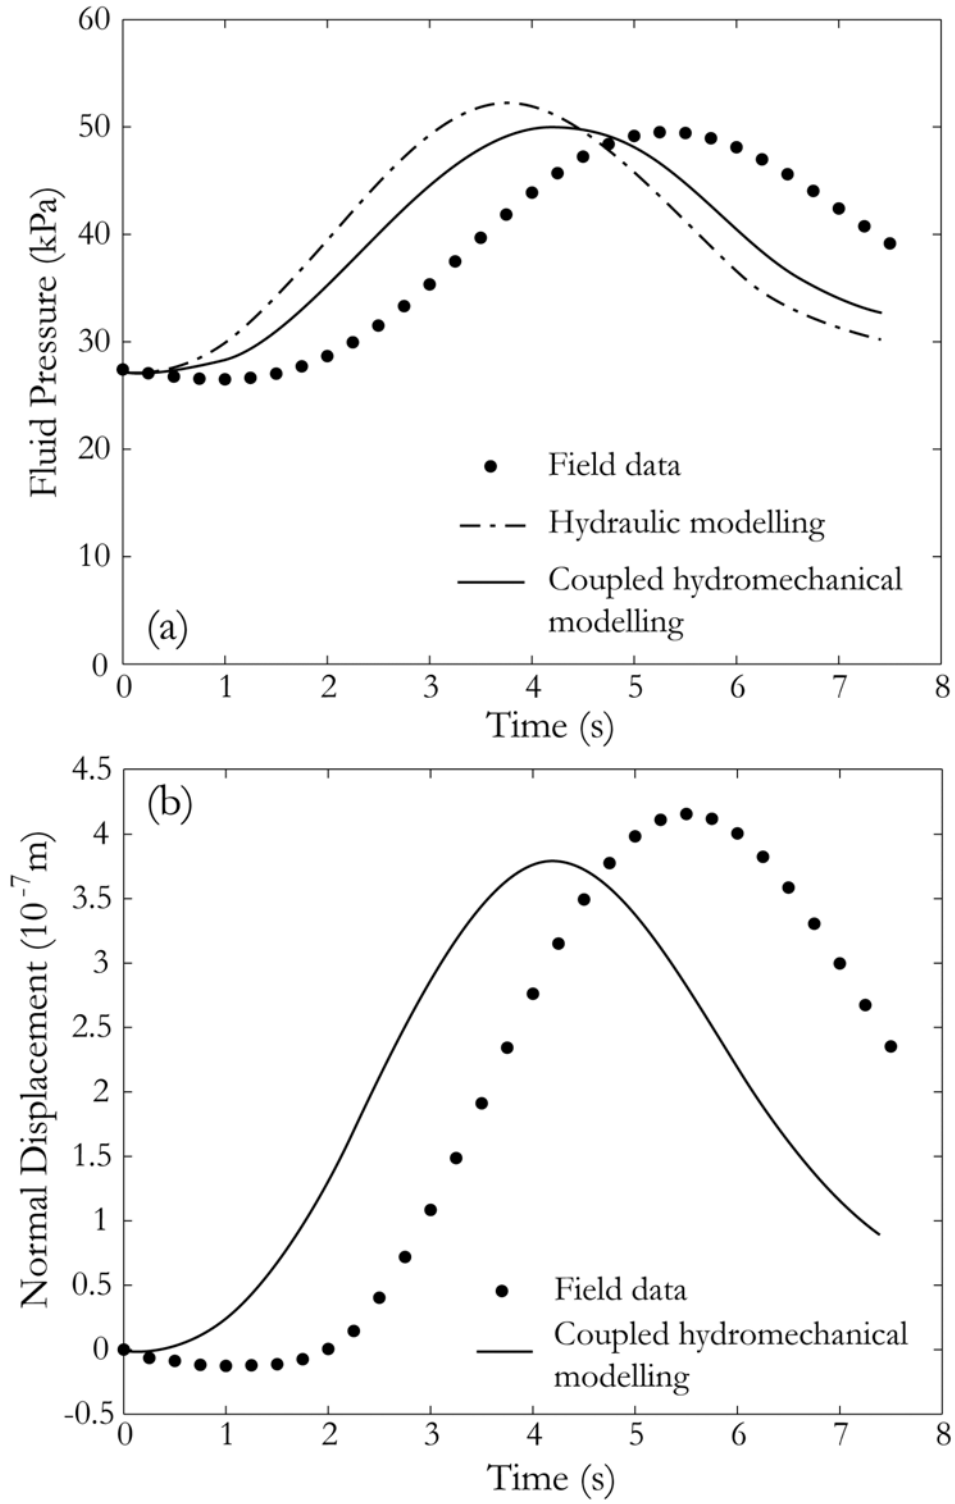 60
50
40
30
20
10
0
Fluid Pressure (kPa)
Field data
Hydraulic modelling
Coupled hydromechanical
modelling
(a)
0 1 2 3 4 5 6 7 8
Time (s)
4.5
4
3.5
3
2.5
2
1.5
1
0.5
0
-0.5
Normal Displacement (10⁻⁷ m)
(b)
Field data
Coupled hydromechanical
modelling
0 1 2 3 4 5 6 7 8
Time (s)